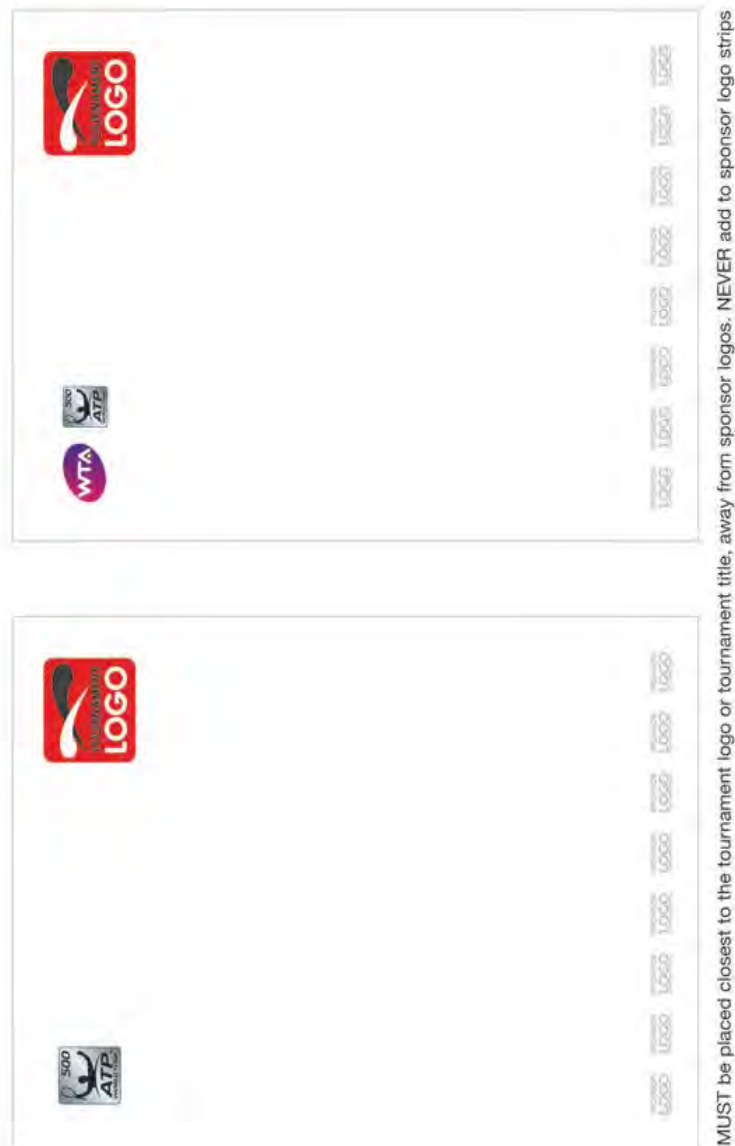 500
ATP
TOURNAMENT
LOGO
LOGO LOGO LOGO LOGO LOGO LOGO LOGO LOGO
WTA
500
ATP
TOURNAMENT
LOGO
LOGO LOGO LOGO LOGO LOGO LOGO LOGO LOGO
MUST be placed closest to the tournament logo or tournament title, away from sponsor logos. NEVER add to sponsor logo strips